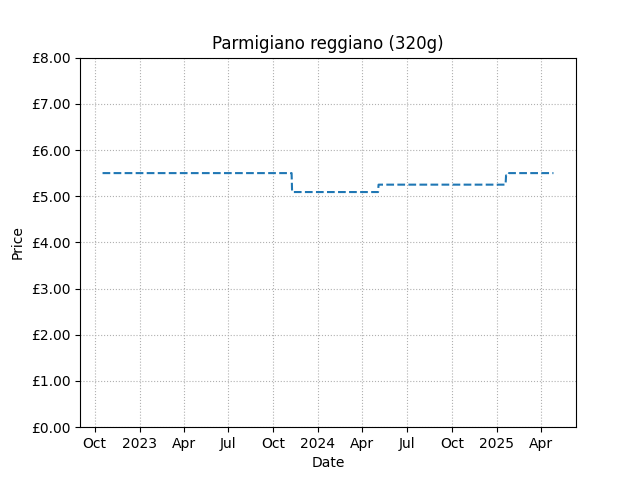 Parmigiano reggiano (320g)
£8.00
£7.00
£6.00
£5.00
£4.00
£3.00
£2.00
£1.00
£0.00
Price
Oct 2023 Apr Jul Oct 2024 Apr Jul Oct 2025 Apr
Date